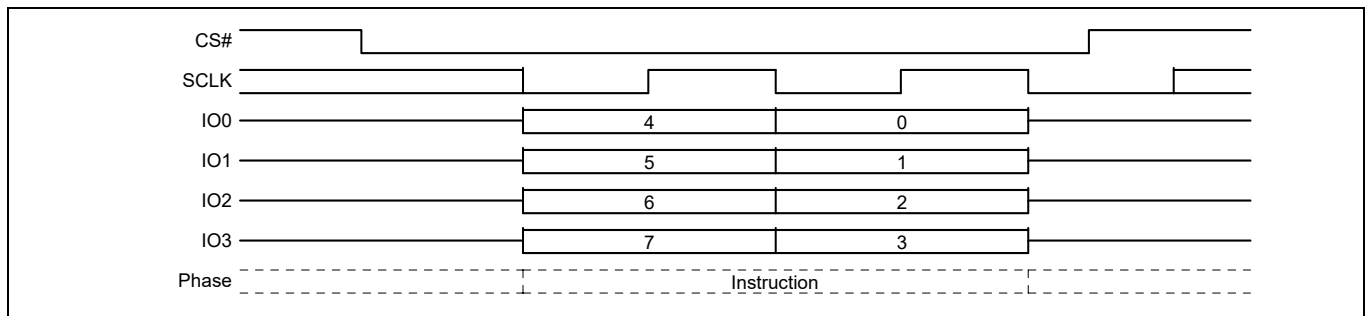 CS#
SCLK
IO0 4 0
IO1 5 1
IO2 6 2
IO3 7 3
Phase Instruction